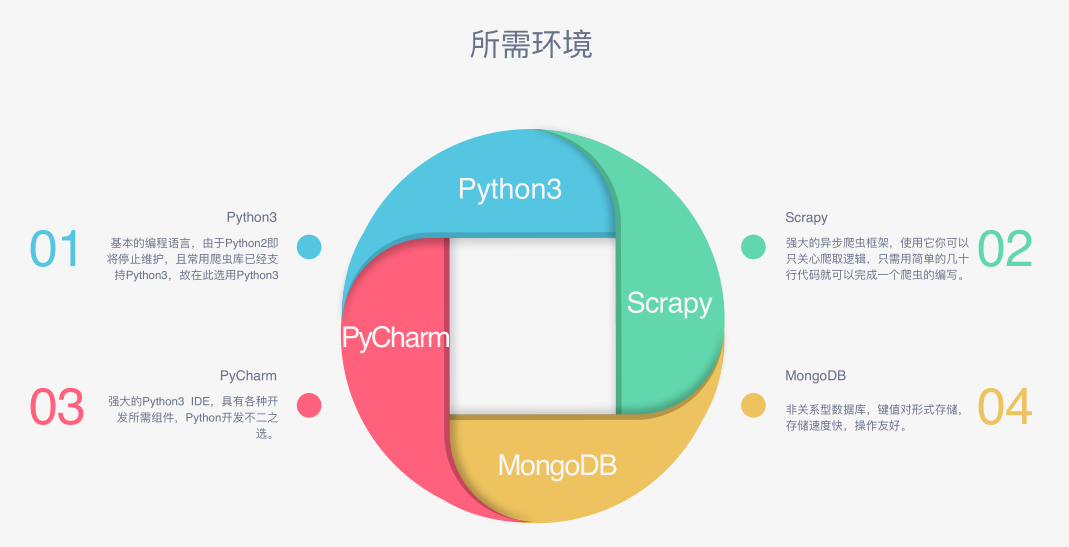 所需环境
Python3
01
基本的编程语言，由于Python2即
将停止维护，且常用爬虫库已经支
持Python3，故在此选用Python3
Scrapy
02
强大的异步爬虫框架，使用它你可以
只关心爬取逻辑，只需用简单的几十
行代码就可以完成一个爬虫的编写。
PyCharm
03
强大的Python3 IDE，具有各种开
发所需组件，Python开发不二之
选。
MongoDB
04
非关系型数据库，键值对形式存储，
存储速度快，操作友好。
Python3
Scrapy
PyCharm
MongoDB